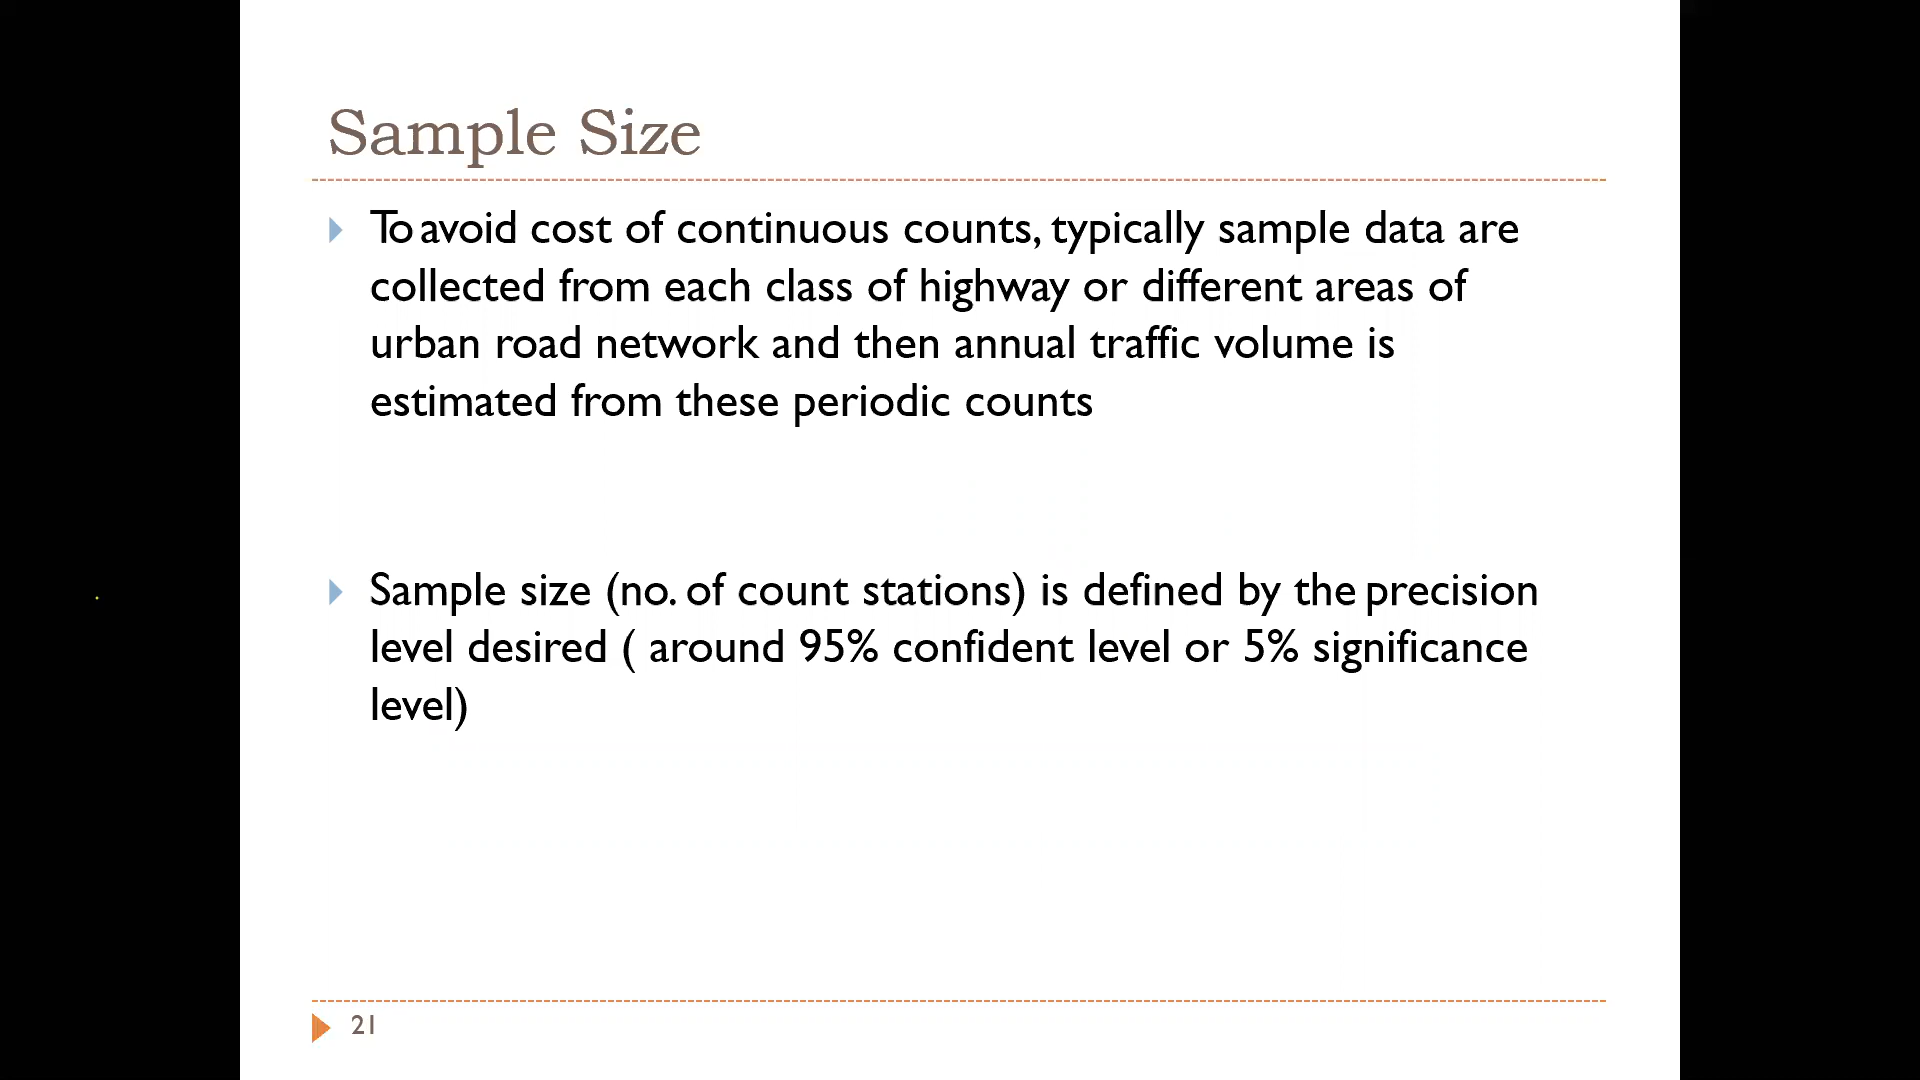 Sample Size
To avoid cost of continuous counts, typically sample data are
collected from each class of highway or different areas of
urban road network and then annual traffic volume is
estimated from these periodic counts
Sample size (no. of count stations) is defined by the precision
level desired ( around 95% confident level or 5% significance
level)
21